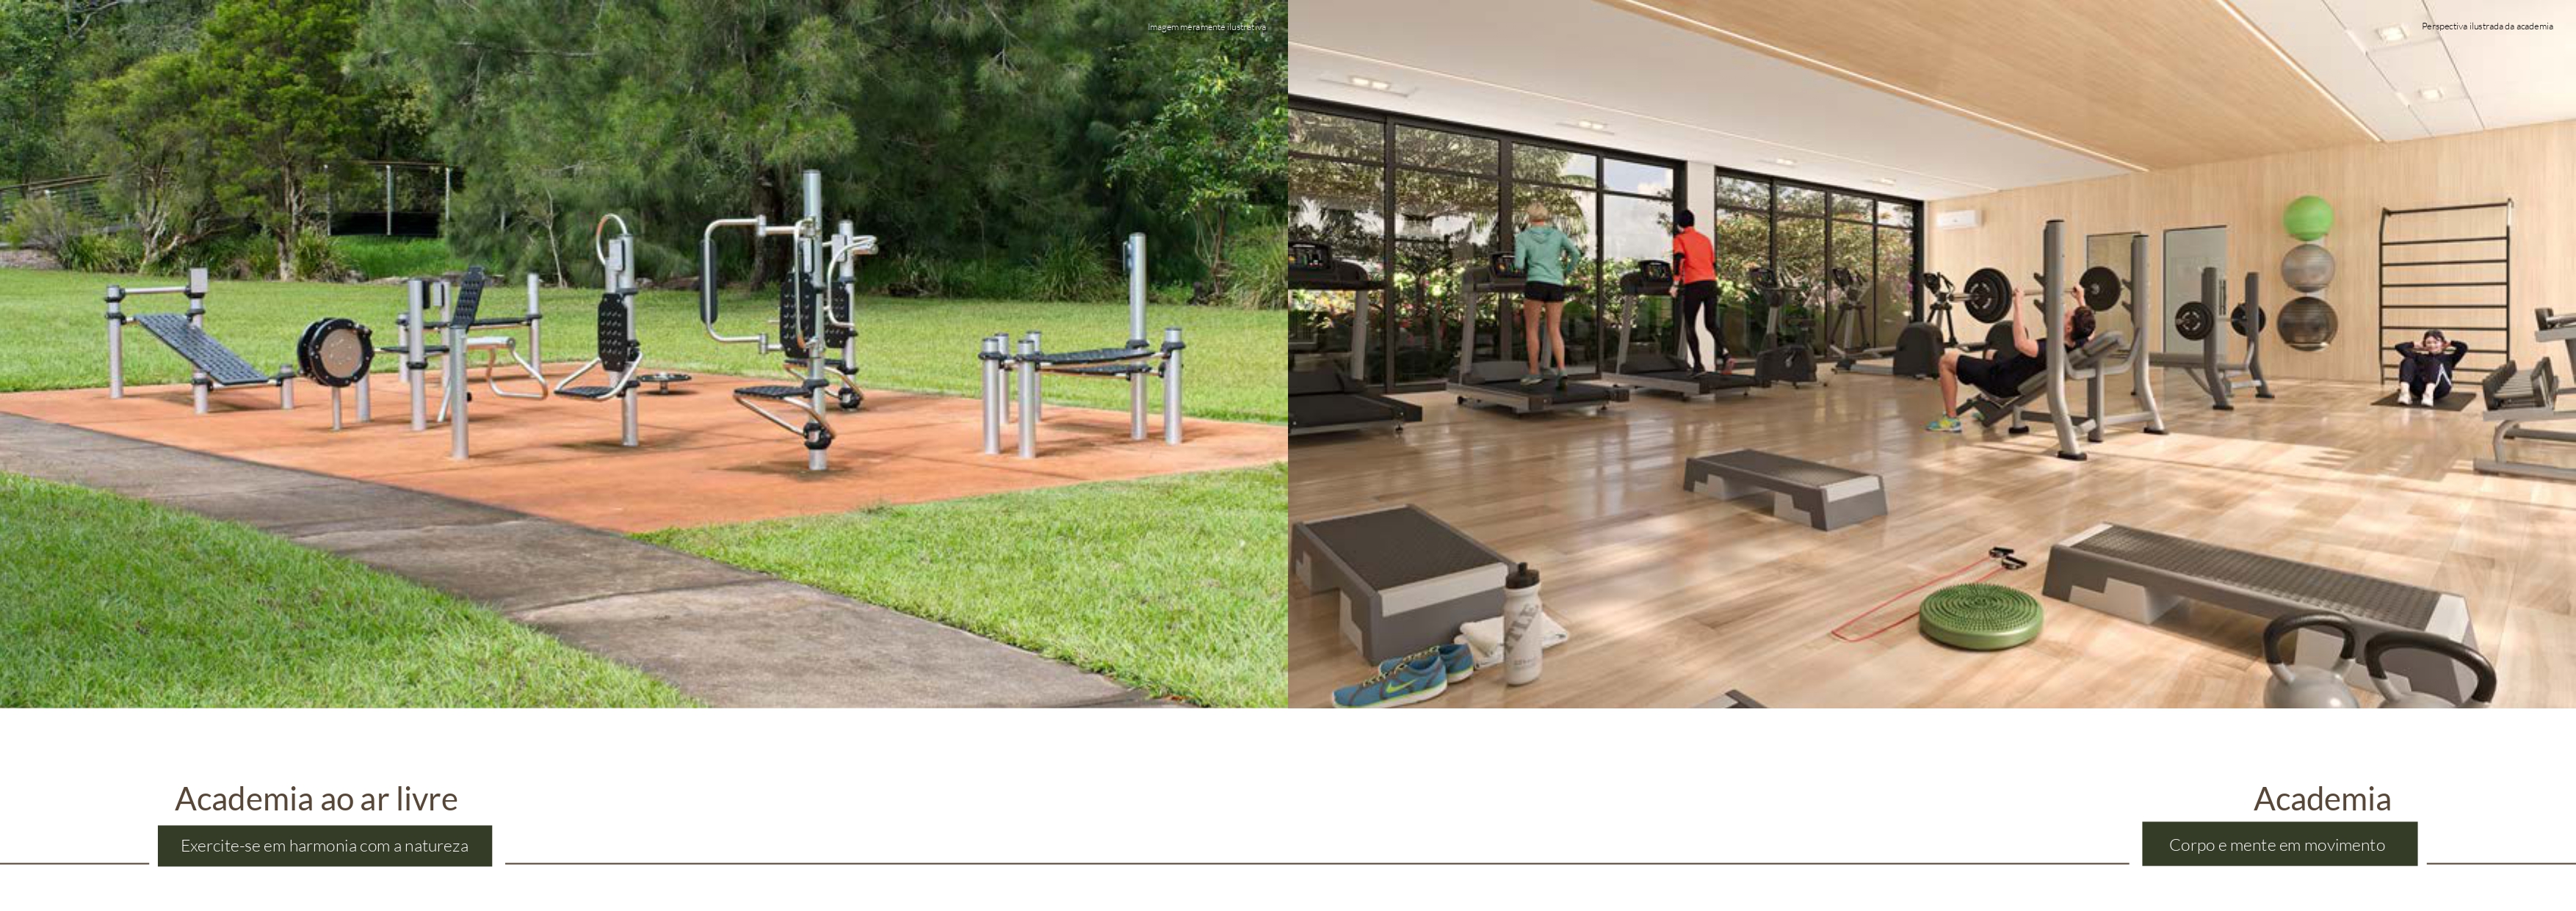 Imagem meramente ilustrativa
Perspectiva ilustrada da academia
Academia ao ar livre
Exercite-se em harmonia com a natureza
Academia
Corpo e mente em movimento